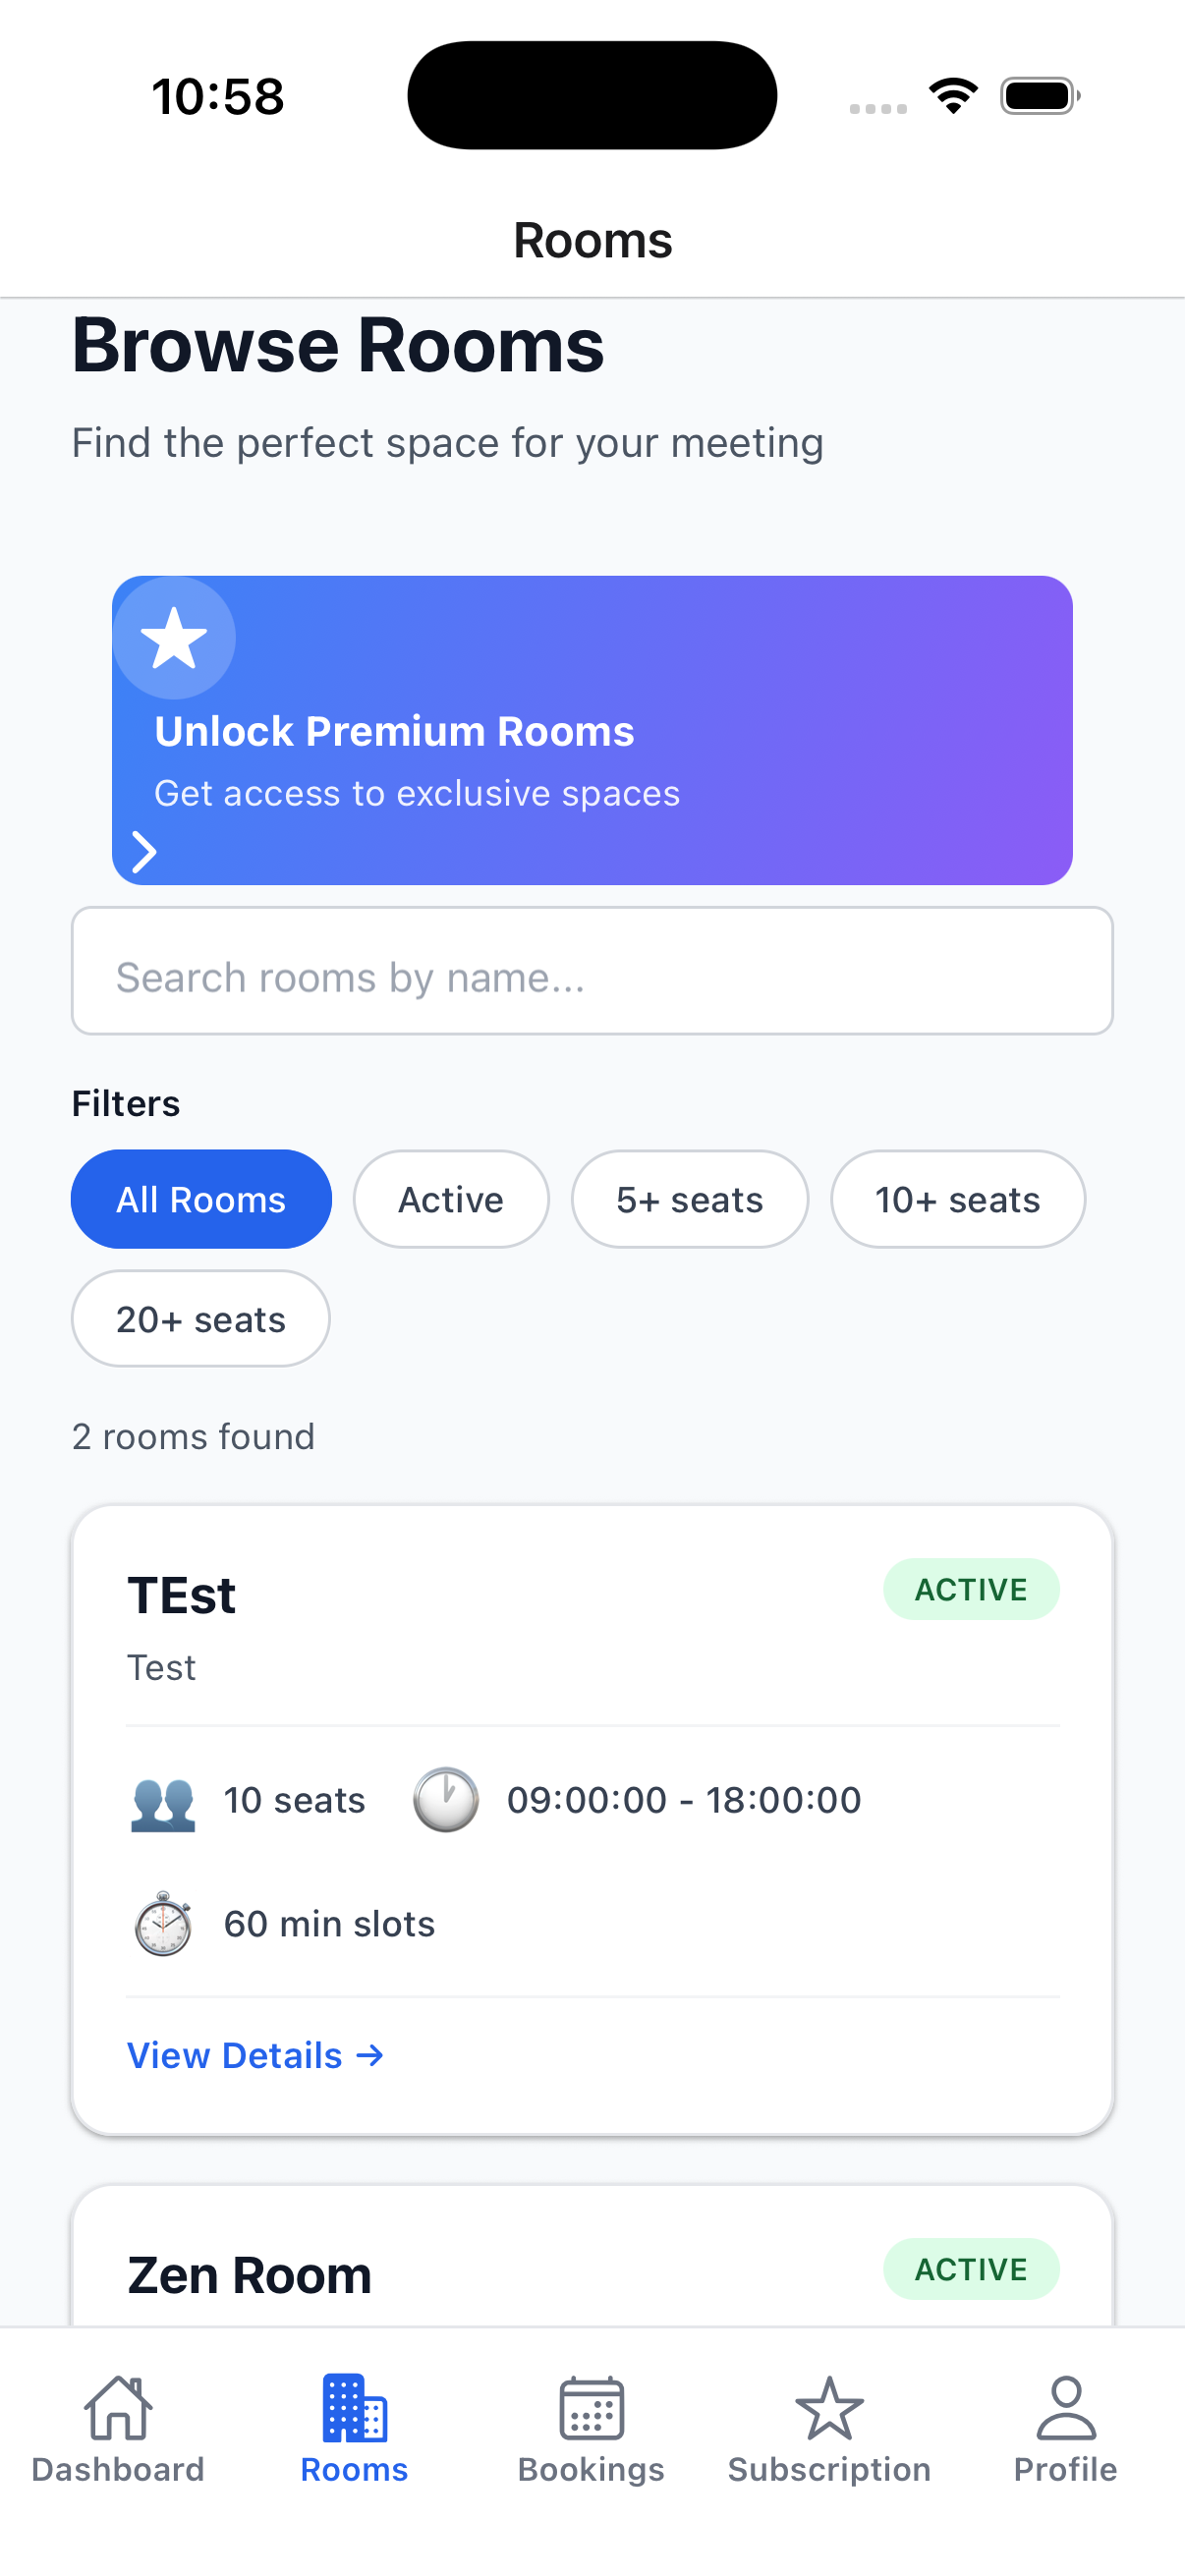 10:58
Rooms
Browse Rooms
Find the perfect space for your meeting
Unlock Premium Rooms
Get access to exclusive spaces
Search rooms by name...
Filters
All Rooms
Active
5+ seats
10+ seats
20+ seats
2 rooms found
TEst
ACTIVE
Test
10 seats
09:00:00 - 18:00:00
60 min slots
View Details →
Zen Room
ACTIVE
Dashboard
Rooms
Bookings
Subscription
Profile